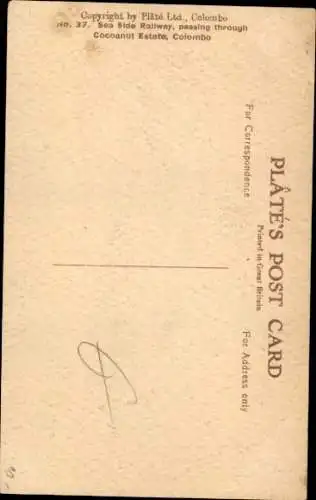 Copyright by Plâté Ltd., Colombo
No. 37. Sea Side Railway, passing through
Cocoanut Estate, Colombo
PLÂTÉ'S POST CARD
Printed in Great Britain
For Correspondence
For Address only